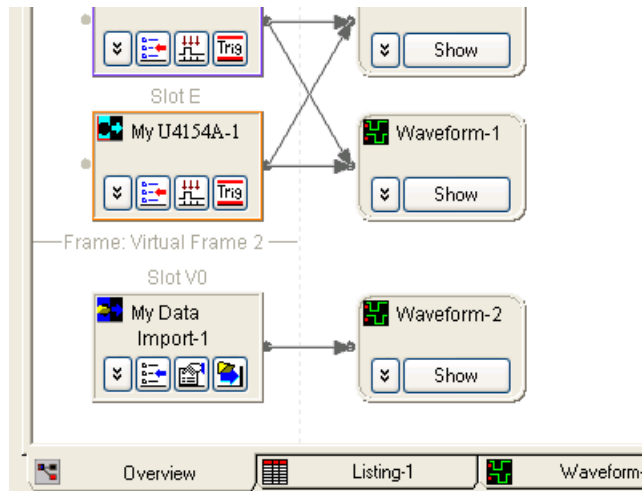 Trig
Show
Slot E
My U4154A-1
Trig
Waveform-1
Show
Frame: Virtual Frame 2
Slot V0
My Data
Import-1
Waveform-2
Show
Overview
Listing-1
Waveform-